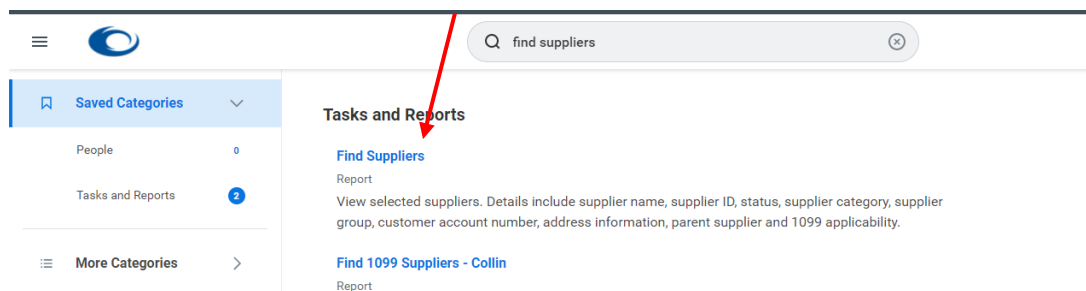 find suppliers
Saved Categories
People 0
Tasks and Reports 2
More Categories
Tasks and Reports
Find Suppliers
Report
View selected suppliers. Details include supplier name, supplier ID, status, supplier category, supplier
group, customer account number, address information, parent supplier and 1099 applicability.
Find 1099 Suppliers - Collin
Report